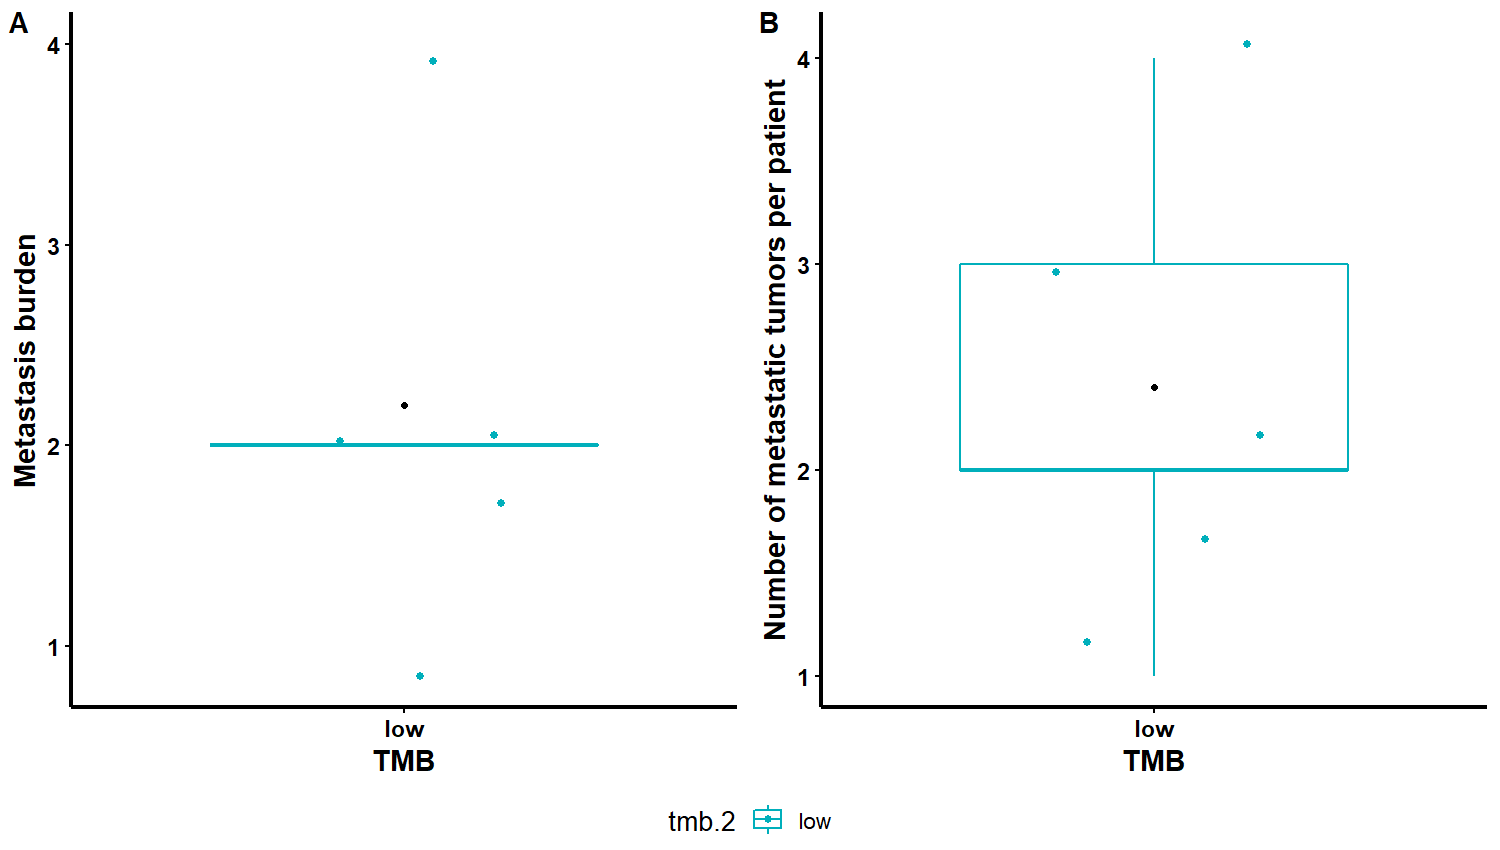 A
Metastasis burden
4
3
2
1
low
TMB
B
Number of metastatic tumors per patient
4
3
2
1
low
TMB
tmb.2 low